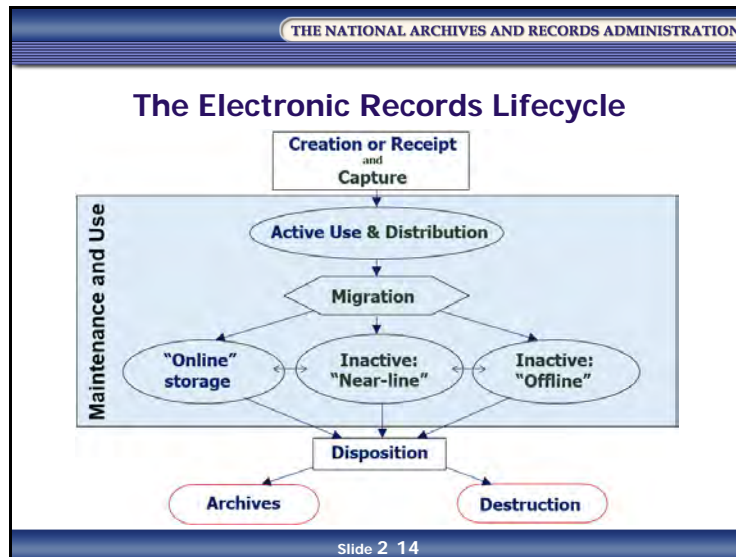 THE NATIONAL ARCHIVES AND RECORDS ADMINISTRATION
The Electronic Records Lifecycle
Creation or Receipt
and
Capture
Maintenance and Use
Active Use & Distribution
Migration
"Online"
storage
Inactive:
"Near-line"
Inactive:
"Offline"
Disposition
Archives
Destruction
Slide 2 14